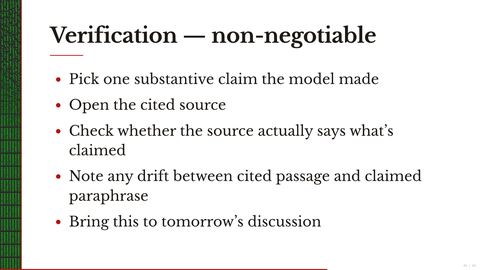 Verification — non-negotiable
• Pick one substantive claim the model made
• Open the cited source
• Check whether the source actually says what’s
claimed
• Note any drift between cited passage and claimed
paraphrase
• Bring this to tomorrow’s discussion